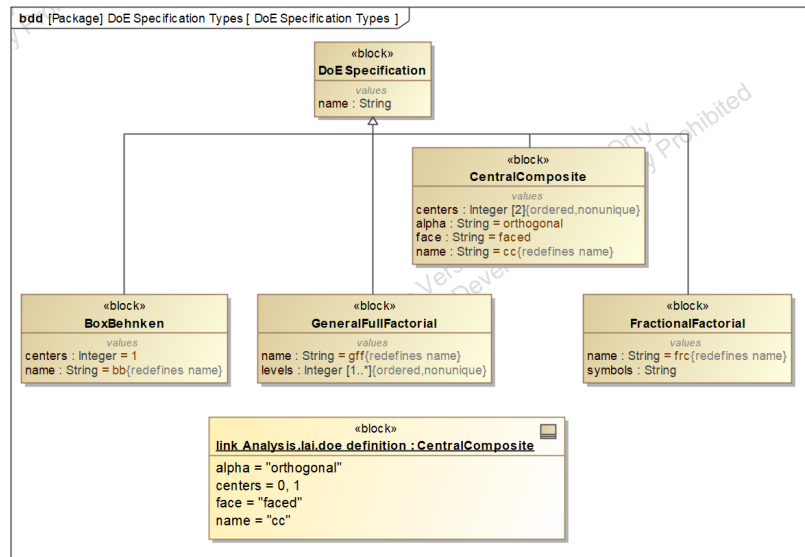 bdd [Package] DoE Specification Types [ DoE Specification Types ]
«block»
DoESpecification
values
name : String
«block»
CentralComposite
values
centers : Integer [2]{ordered,nonunique}
alpha : String = orthogonal
face : String = faced
name : String = cc{redefines name}
«block»
BoxBehnken
values
centers : Integer = 1
name : String = bb{redefines name}
«block»
GeneralFullFactorial
values
name : String = gff{redefines name}
levels : Integer [1..*]{ordered,nonunique}
«block»
FractionalFactorial
values
name : String = frc{redefines name}
symbols : String
«block»
link Analysis.lai.doe definition : CentralComposite
alpha = "orthogonal"
centers = 0, 1
face = "faced"
name = "cc"
Only
Prohibited